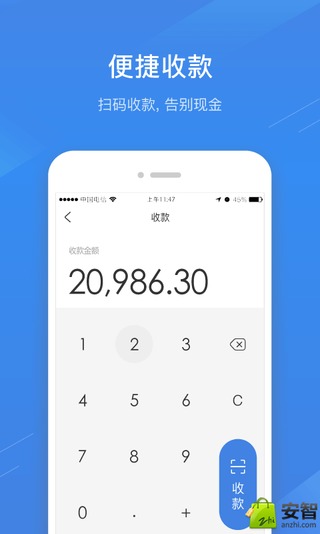 便捷收款
扫码收款, 告别现金
中国电信 上午11.47 46%
收款
收款金额
20,986.30
1 2 3
4 5 6 C
7 8 9
0 . +
收款
安智
anzhi.com
zhi